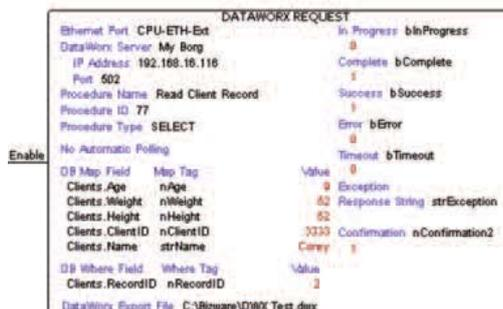 DATAWORX REQUEST
Ethernet Port CPU-ETH-Ext
DataWorx Server My Borg
IP Address 192.168.16.116
Port 502
Procedure Name Read Client Record
Procedure ID 77
Procedure Type SELECT
No Automatic Polling
Enable
DB Map Field Map Tag Value
Clients.Age nAge
Clients.Weight nWeight 62
Clients.Height nHeight 62
Clients.ClientID nClientID 3333
Clients.Name strName Carey
DB Where Field Where Tag Value
Clients.RecordID nRecordID 2
DataWorx Export File C:\Bizware\DWX Test.dwx
In Progress bInProgress
0
Complete bComplete
1
Success bSuccess
1
Error bError
0
Timeout bTimeout
0
Exception
Response String strException
Confirmation nConfirmation2
1